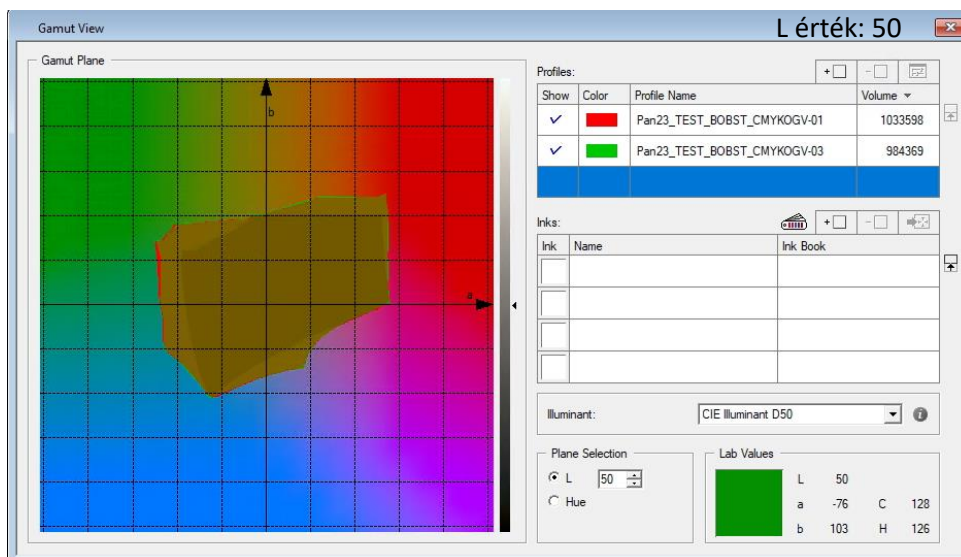 Gamut View
L érték: 50
Gamut Plane
b
a
Profiles:
Show Color Profile Name Volume
Pan23_TEST_BOBST_CMYKOGV-01 1033598
Pan23_TEST_BOBST_CMYKOGV-03 984369
Inks:
Ink Name Ink Book
Illuminant: CIE Illuminant D50
Plane Selection
L 50
Hue
Lab Values
L 50
a -76 C 128
b 103 H 126